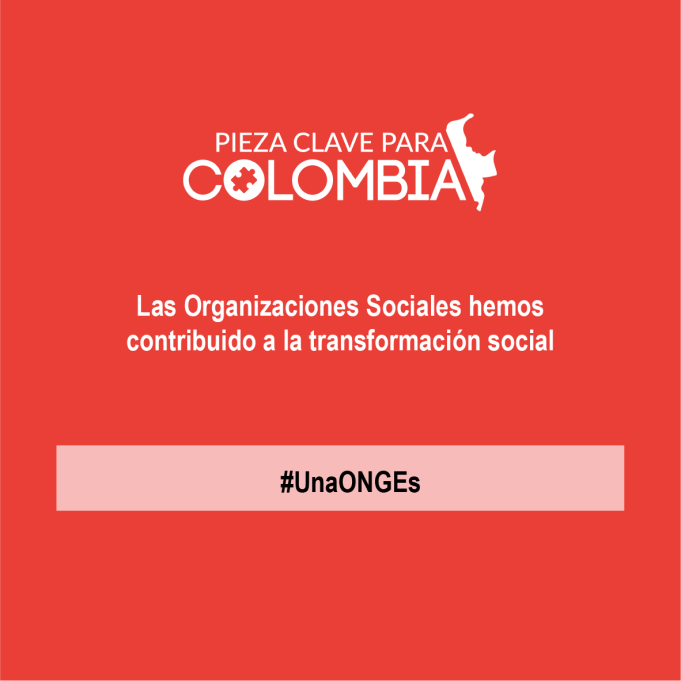 PIEZA CLAVE PARA
COLOMBIA
Las Organizaciones Sociales hemos
contribuido a la transformación social
#UnaONGEs